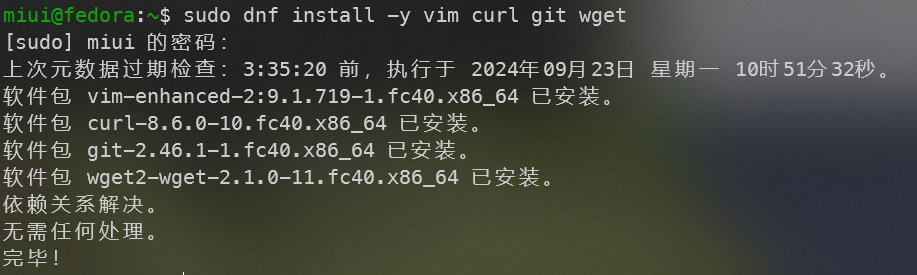 miui@fedora:~$ sudo dnf install -y vim curl git wget
[sudo] miui 的密码：
上次元数据过期检查：3:35:20 前，执行于 2024年09月23日 星期一 10时51分32秒。
软件包 vim-enhanced-2:9.1.719-1.fc40.x86_64 已安装。
软件包 curl-8.6.0-10.fc40.x86_64 已安装。
软件包 git-2.46.1-1.fc40.x86_64 已安装。
软件包 wget2-wget-2.1.0-11.fc40.x86_64 已安装。
依赖关系解决。
无需任何处理。
完毕！